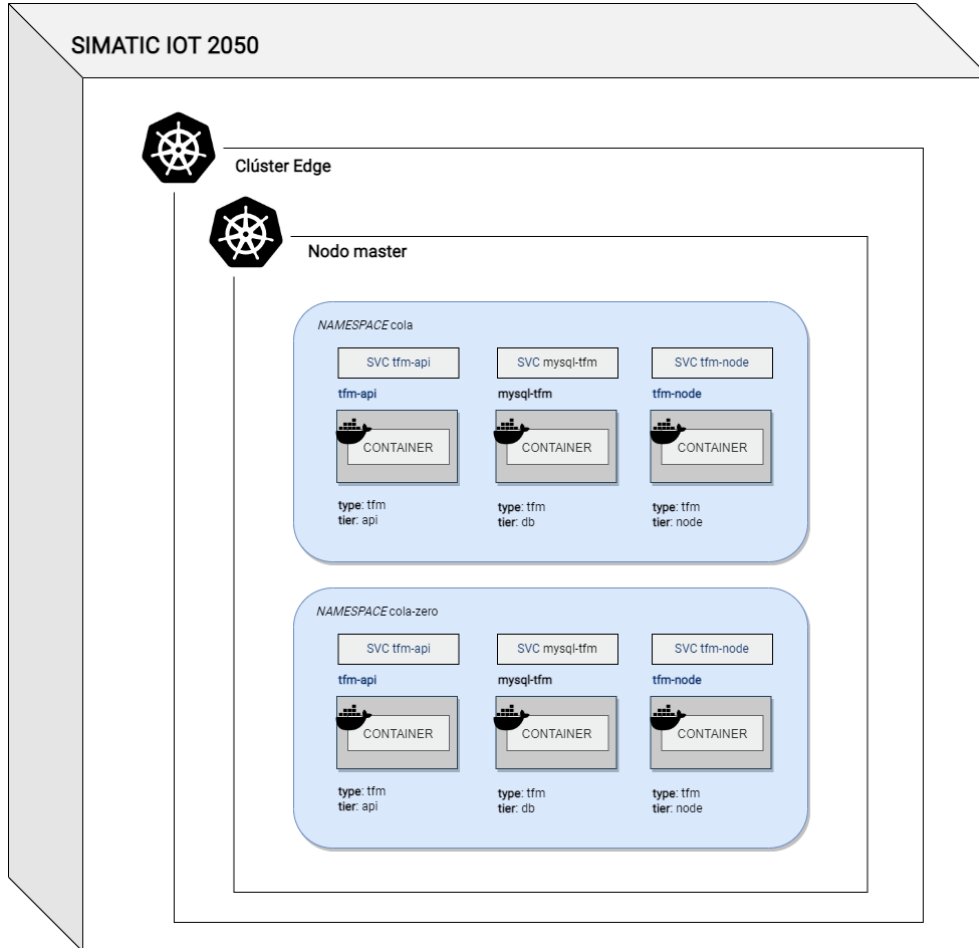 SIMATIC IOT 2050
Clúster Edge
Nodo master
NAMESPACE cola
SVC tfm-api
SVC mysql-tfm
SVC tfm-node
tfm-api
mysql-tfm
tfm-node
CONTAINER
CONTAINER
CONTAINER
type: tfm
tier: api
type: tfm
tier: db
type: tfm
tier: node
NAMESPACE cola-zero
SVC tfm-api
SVC mysql-tfm
SVC tfm-node
tfm-api
mysql-tfm
tfm-node
CONTAINER
CONTAINER
CONTAINER
type: tfm
tier: api
type: tfm
tier: db
type: tfm
tier: node